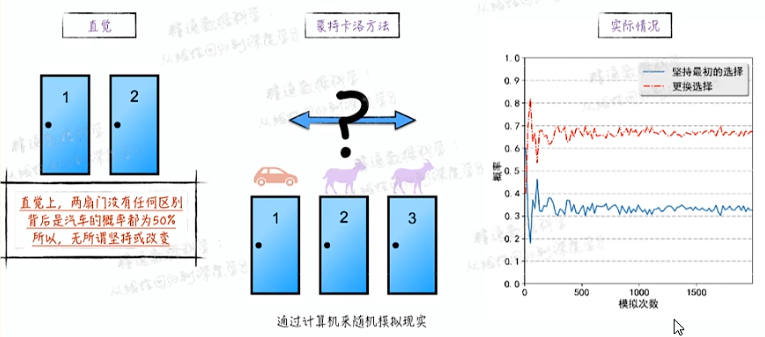 直觉
蒙特卡洛方法
实际情况
1
2
直觉上，两扇门没有任何区别
背后是汽车的概率都为50%
所以，无所谓坚持或改变
?
1
2
3
通过计算机来随机模拟现实
坚持最初的选择
更换选择
概率
1.0
0.9
0.8
0.7
0.6
0.5
0.4
0.3
0.2
0.1
0.0
0
500
1000
1500
模拟次数
精通数据科学：
从线性回归到深度学习